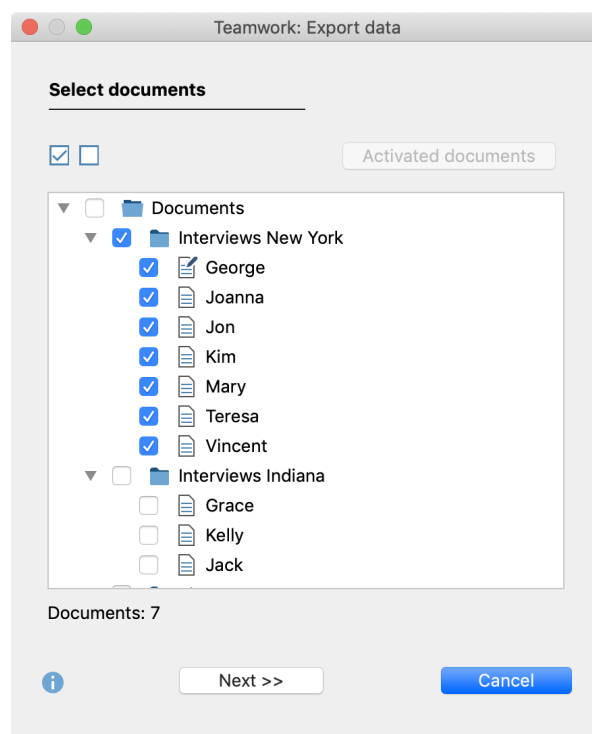 Teamwork: Export data
Select documents
Activated documents
Documents
Interviews New York
George
Joanna
Jon
Kim
Mary
Teresa
Vincent
Interviews Indiana
Grace
Kelly
Jack
Documents: 7
Next >> Cancel